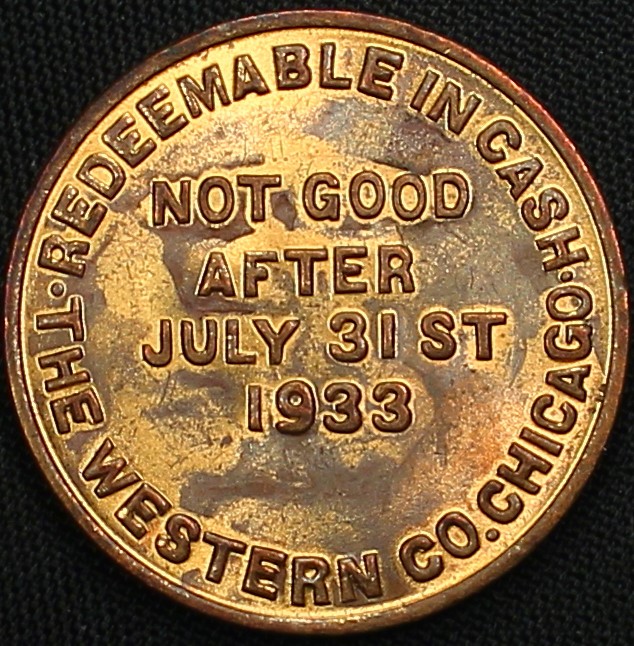 REDEEMABLE IN CASH·
NOT GOOD
AFTER
JULY 31 ST
1933
·THE WESTERN CO. CHICAGO